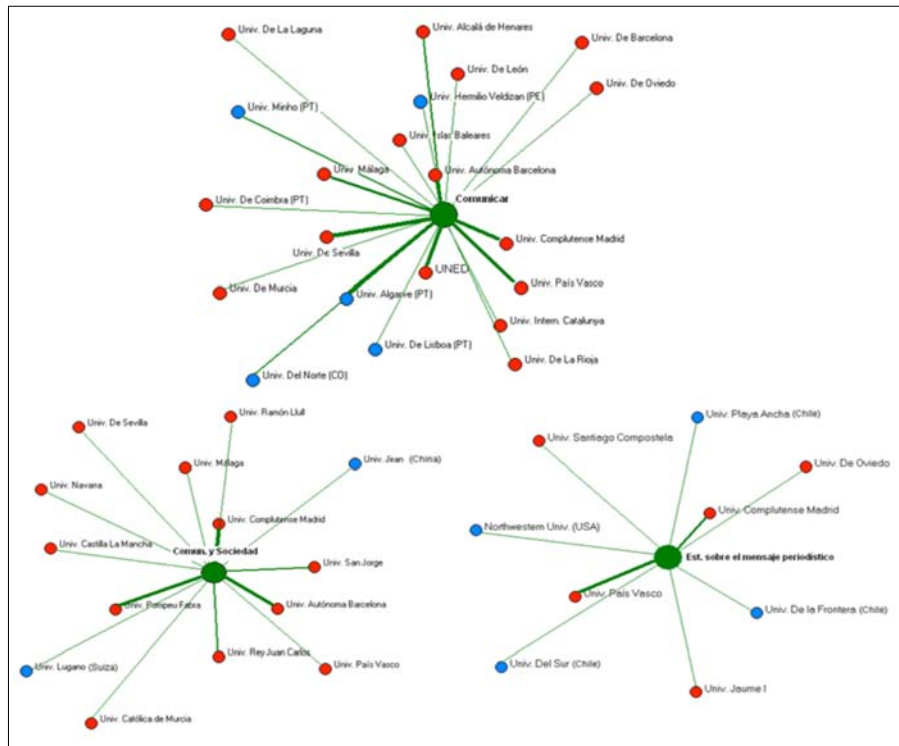 Univ. De La Laguna
Univ. Alcalá de Henares
Univ. De Barcelona
Univ. De León
Univ. De Oviedo
Univ. Minho (PT)
Univ. Hermilio Veldizan (PE)
Univ. Islas Baleares
Univ. Málaga
Univ. Autónoma Barcelona
Comunicar
Univ. De Coimbra (PT)
Univ. Complutense Madrid
Univ. De Sevilla
UNED
Univ. País Vasco
Univ. De Murcia
Univ. Algarve (PT)
Univ. Intern. Catalunya
Univ. De Lisboa (PT)
Univ. De La Rioja
Univ. Del Norte (CO)
Univ. Ramón Llull
Univ. De Sevilla
Univ. Málaga
Univ. Jinan (China)
Univ. Navarra
Univ. Complutense Madrid
Univ. Castilla La Mancha
Comun. y Sociedad
Univ. San Jorge
Univ. Pompeu Fabra
Univ. Autónoma Barcelona
Univ. Rey Juan Carlos
Univ. Lugano (Suiza)
Univ. País Vasco
Univ. Católica de Murcia
Univ. Playa Ancha (Chile)
Univ. Santiago Compostela
Univ. De Oviedo
Univ. Complutense Madrid
Northwestern Univ. (USA)
Est. sobre el mensaje periodístico
Univ. País Vasco
Univ. De la Frontera (Chile)
Univ. Del Sur (Chile)
Univ. Jaume I